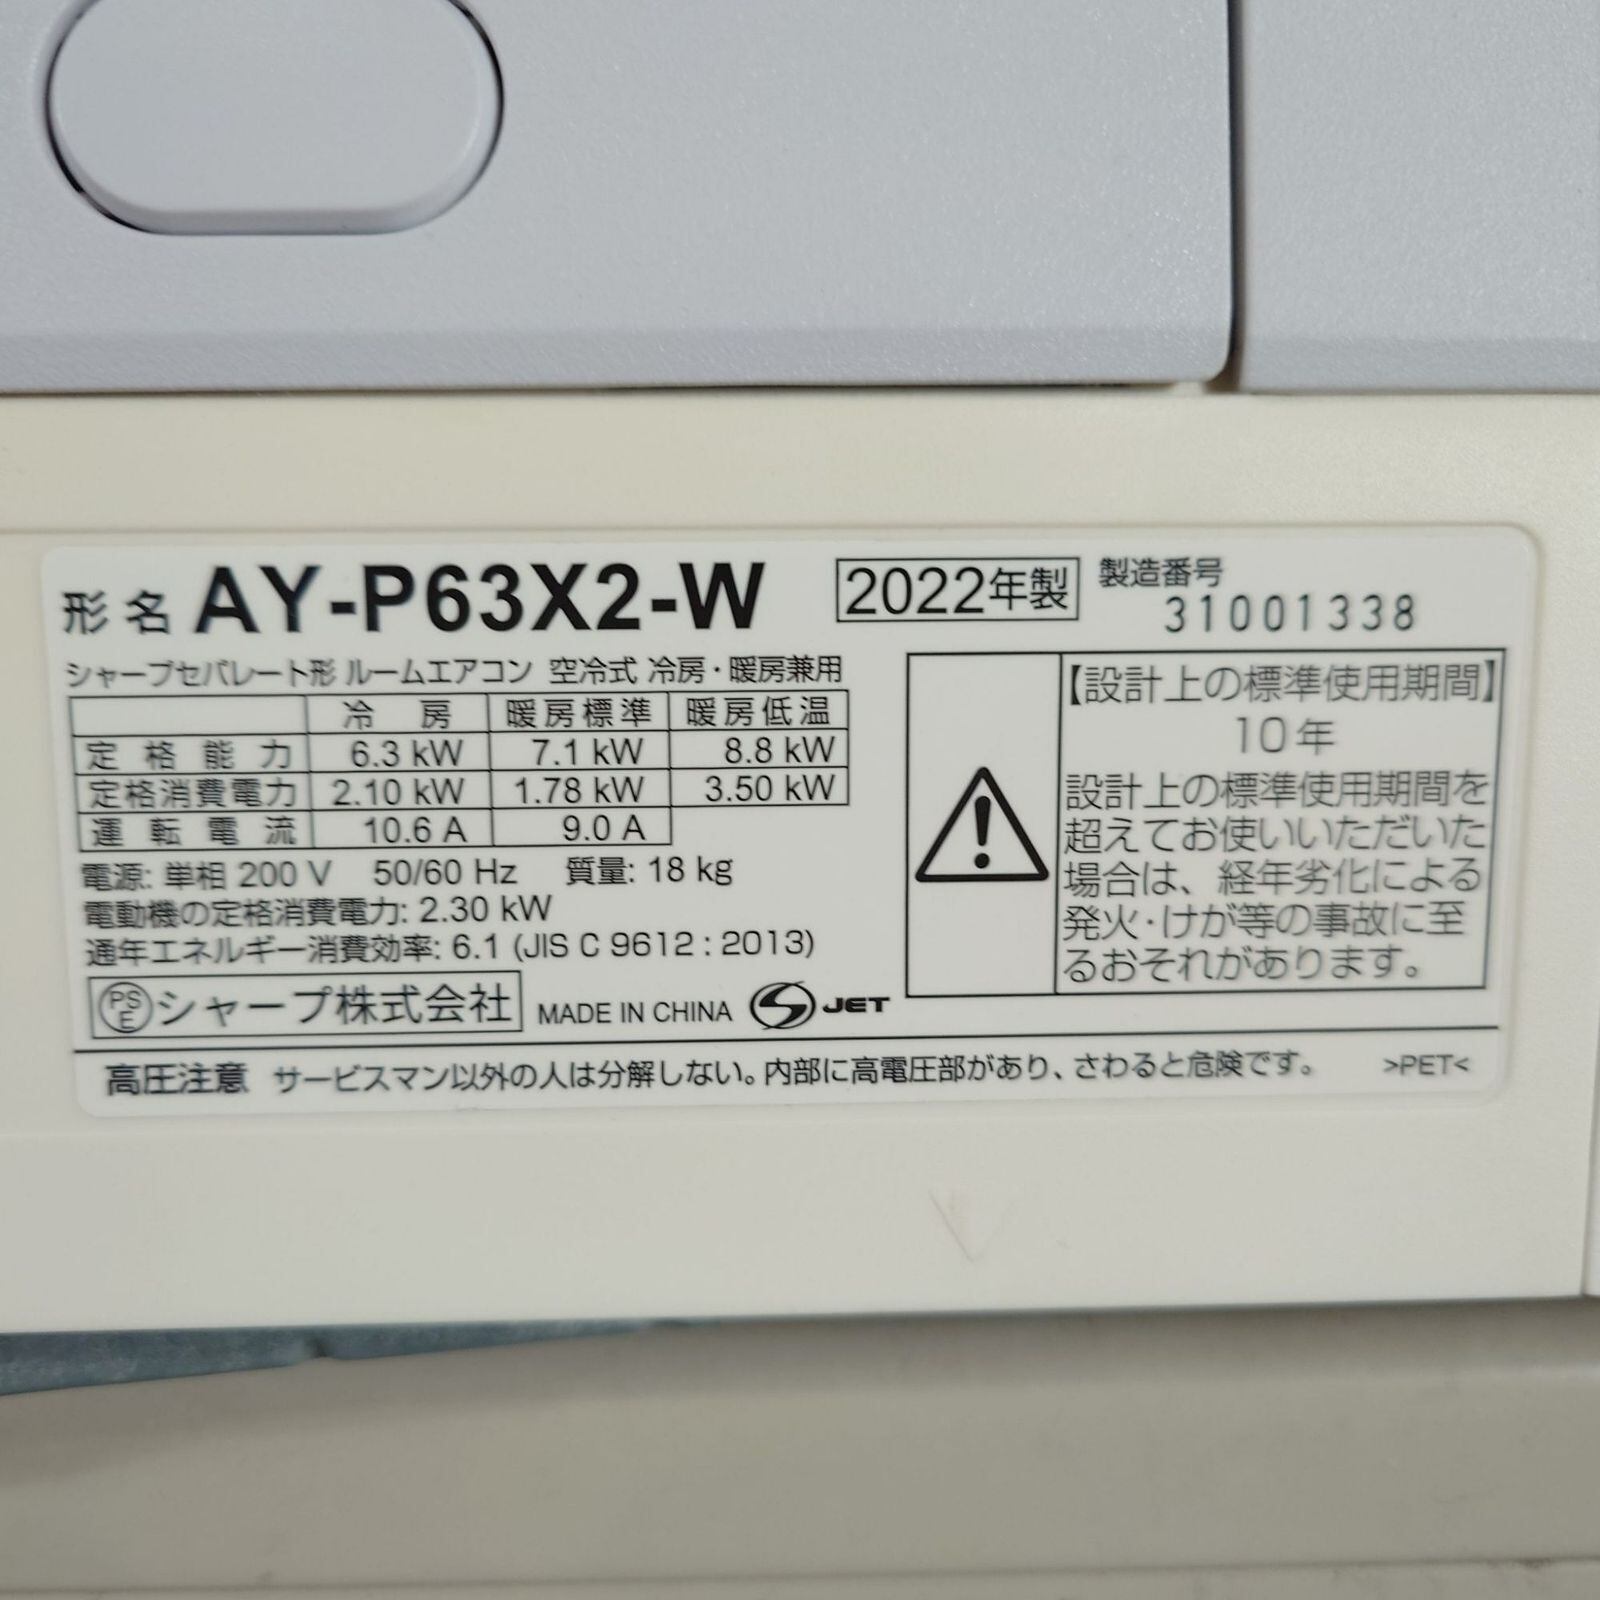 形名 AY-P63X2-W 2022年製 製造番号 31001338
シャープセパレート形 ルームエアコン 空冷式 冷房・暖房兼用
冷房 暖房標準 暖房低温
定格能力 6.3 kW 7.1 kW 8.8 kW
定格消費電力 2.10 kW 1.78 kW 3.50 kW
運転電流 10.6 A 9.0 A
電源: 単相 200 V 50/60 Hz 質量: 18 kg
電動機の定格消費電力: 2.30 kW
通年エネルギー消費効率: 6.1 (JIS C 9612 : 2013)
PSE シャープ株式会社 MADE IN CHINA S JET
【設計上の標準使用期間】
10年
設計上の標準使用期間を
超えてお使いいただいた
場合は、経年劣化による
発火・けが等の事故に至
るおそれがあります。
高圧注意 サービスマン以外の人は分解しない。内部に高電圧部があり、さわると危険です。 >PET<